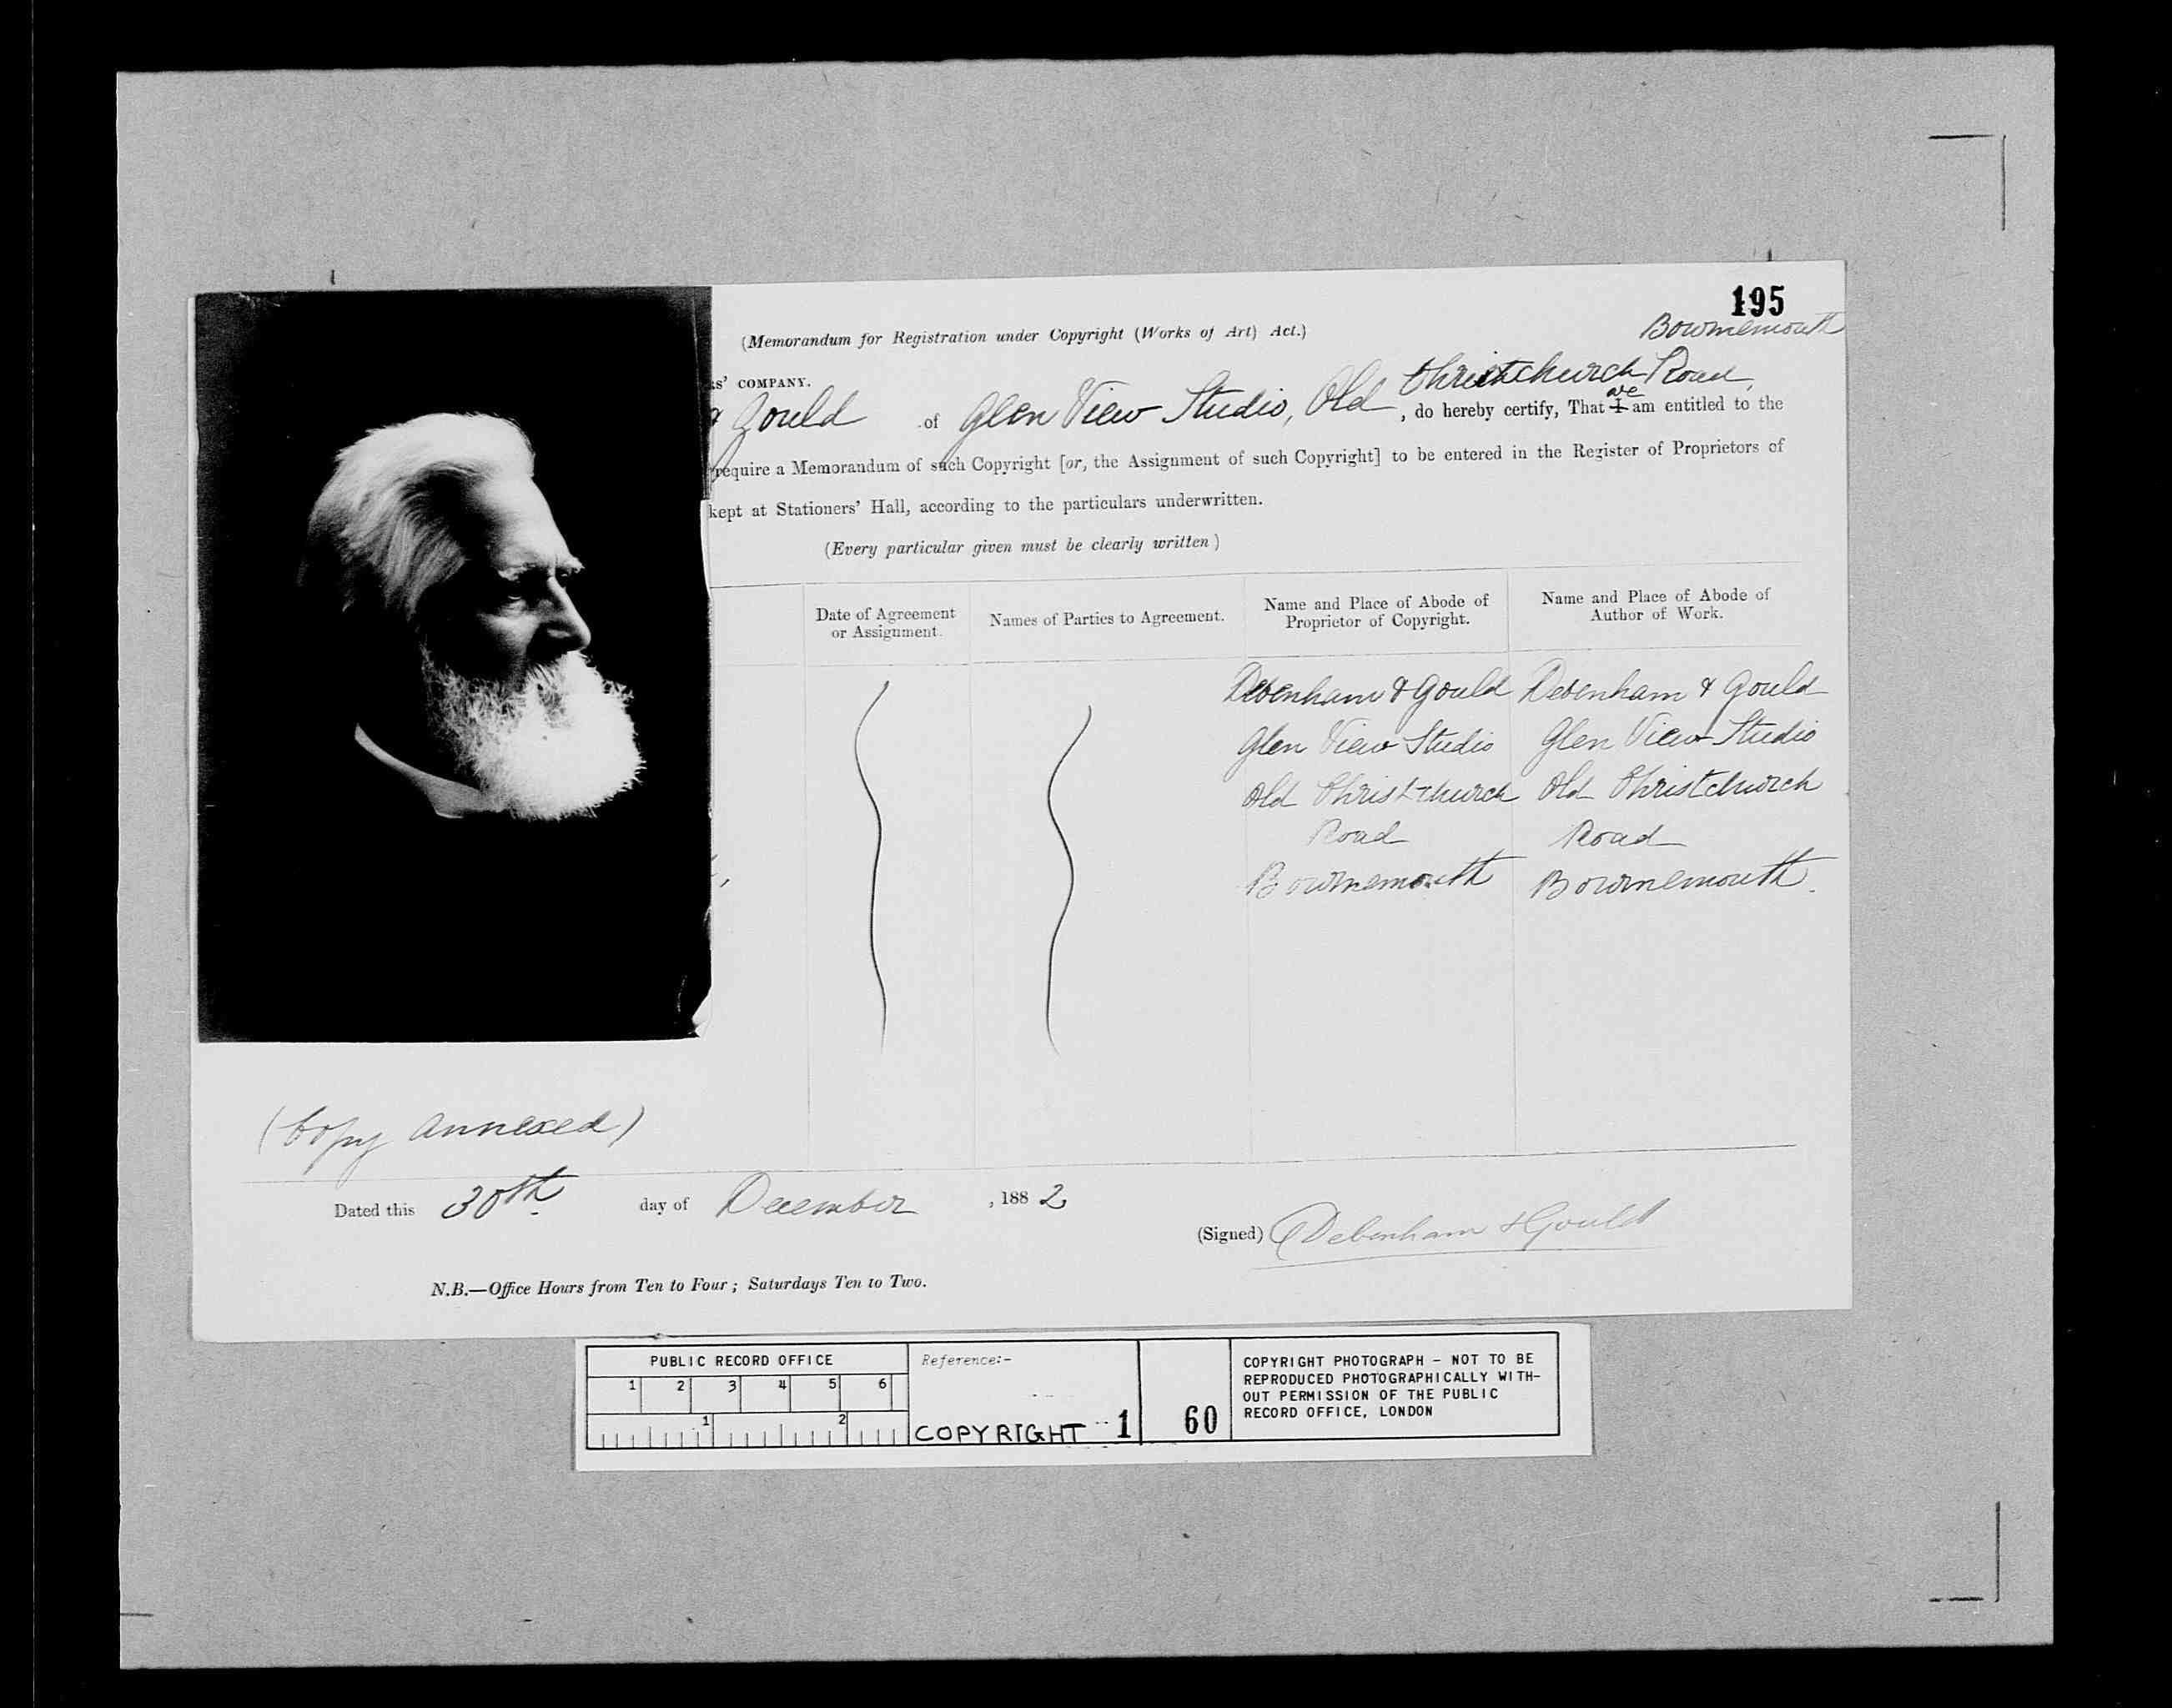 195
(Memorandum for Registration under Copyright (Works of Art) Act.)
Bournemouth
rs' COMPANY.
& Gould of Glen View Studio, Old Christchurch Road, do hereby certify, That we I am entitled to the
require a Memorandum of such Copyright [or, the Assignment of such Copyright] to be entered in the Register of Proprietors of
kept at Stationers' Hall, according to the particulars underwritten.
(Every particular given must be clearly written)
Date of Agreement
or Assignment.
Names of Parties to Agreement.
Name and Place of Abode of
Proprietor of Copyright.
Name and Place of Abode of
Author of Work.
Debenham & Gould
Glen View Studio
Old Christchurch
Road
Bournemouth
Debenham & Gould
Glen View Studio
Old Christchurch
Road
Bournemouth.
(Copy annexed)
Dated this 30th day of December, 1882
(Signed) Debenham & Gould
N.B.—Office Hours from Ten to Four; Saturdays Ten to Two.
PUBLIC RECORD OFFICE
1 2 3 4 5 6
1 2
Reference:-
COPYRIGHT 1 60
COPYRIGHT PHOTOGRAPH - NOT TO BE
REPRODUCED PHOTOGRAPHICALLY WITH-
OUT PERMISSION OF THE PUBLIC
RECORD OFFICE, LONDON